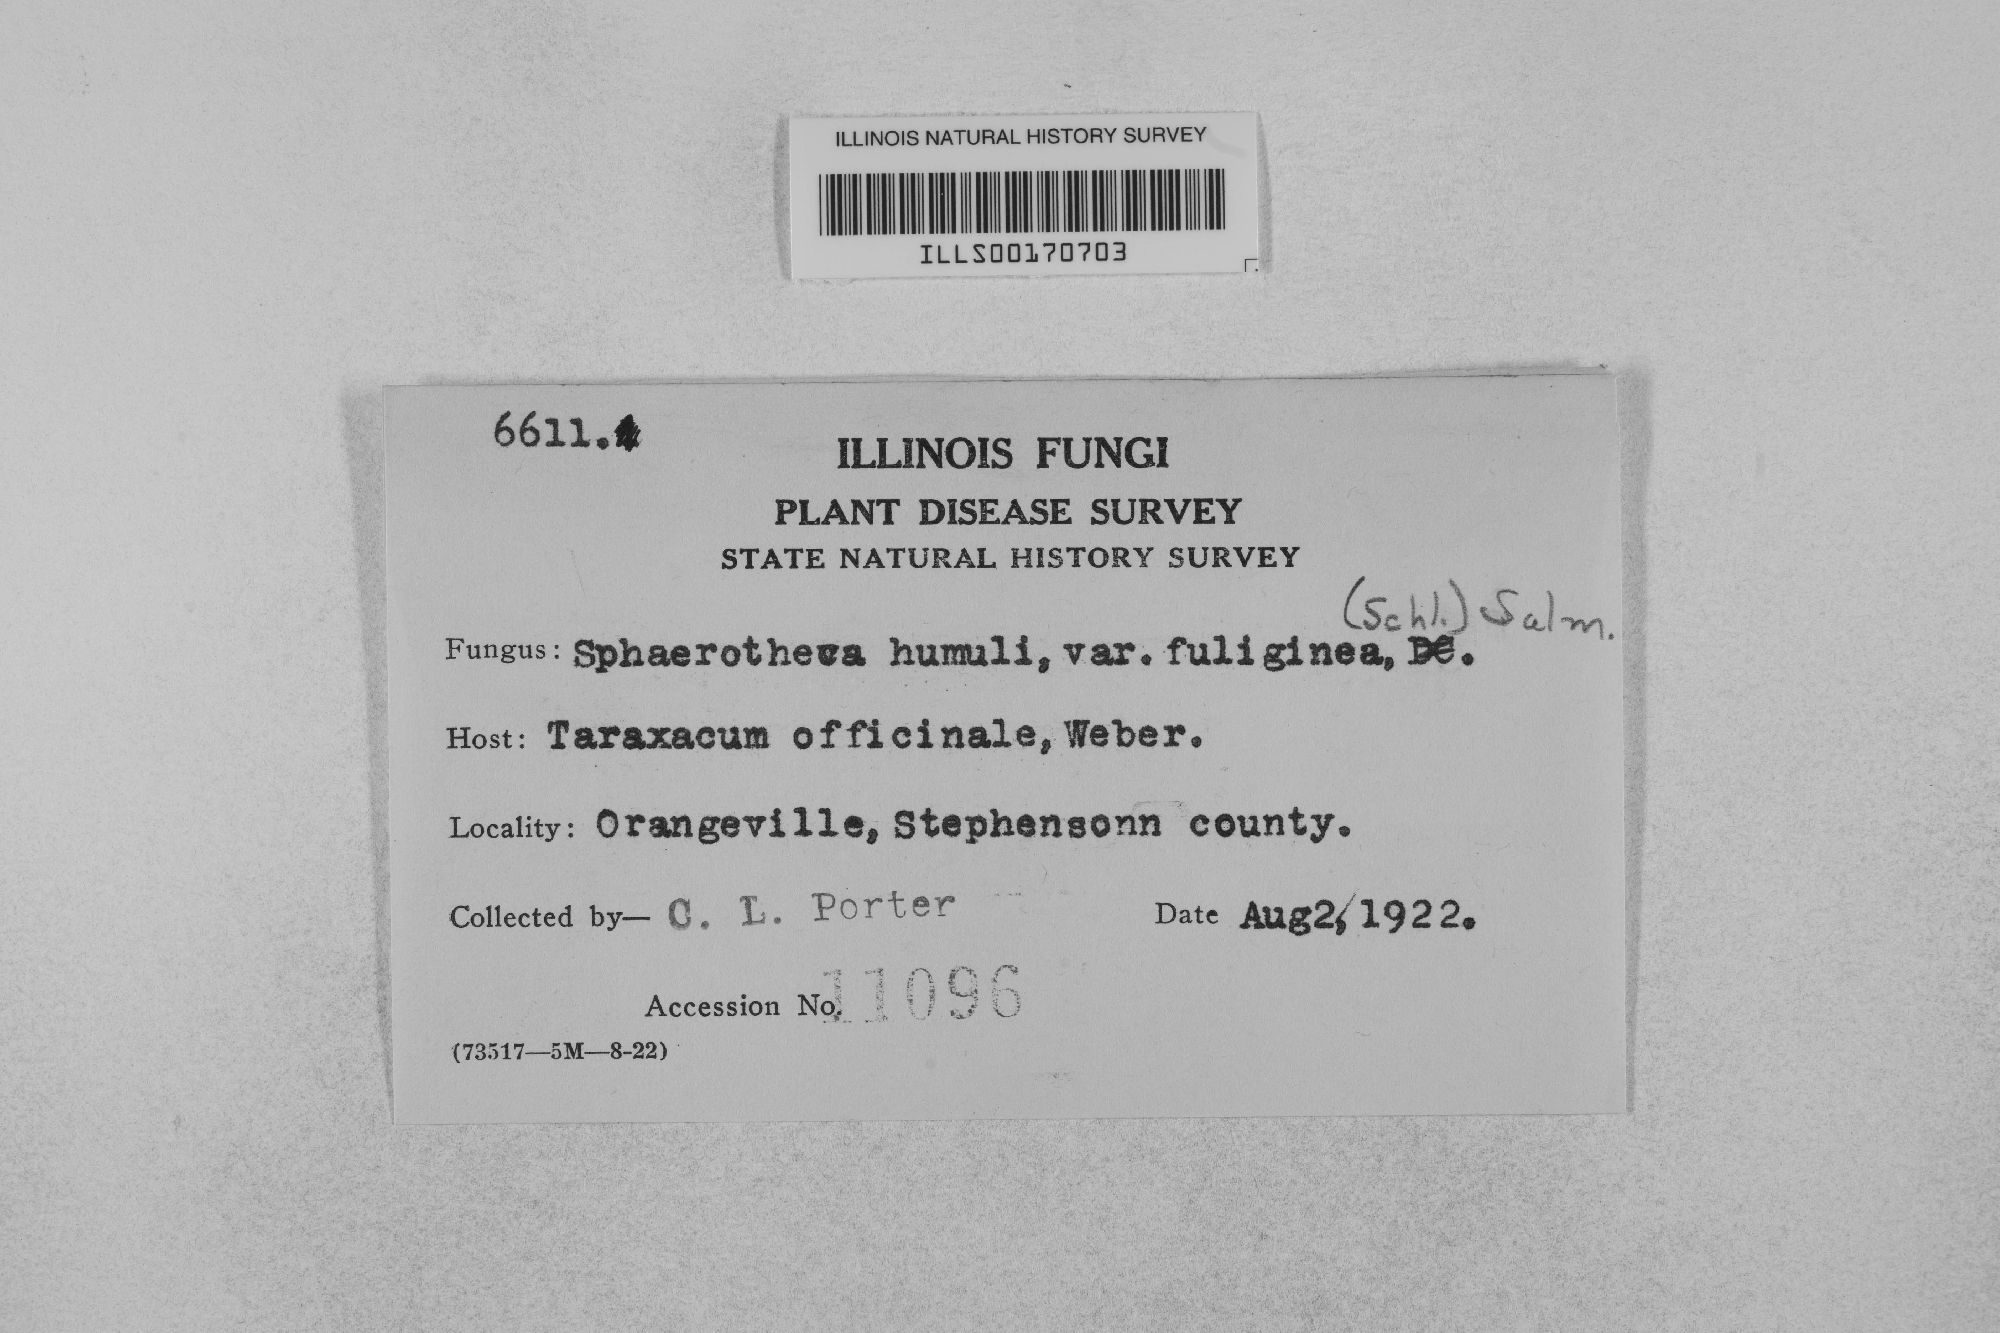 ILLINOIS NATURAL HISTORY SURVEY
ILLS00170703
6611.
ILLINOIS FUNGI
PLANT DISEASE SURVEY
STATE NATURAL HISTORY SURVEY
(Schl.) Salm.
Fungus: Sphaerotheca humuli, var. fuliginea, DC.
Host: Taraxacum officinale, Weber.
Locality: Orangeville, Stephensonn county.
Collected by— C. L. Porter Date Aug2, 1922.
Accession No. 11096
(73517—5M—8-22)